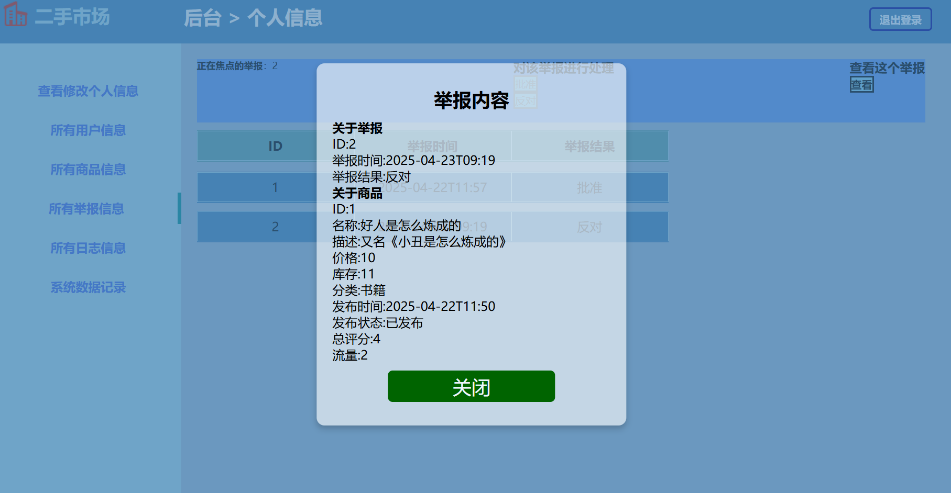 二手市场
后台 > 个人信息
退出登录
查看修改个人信息
所有用户信息
所有商品信息
所有举报信息
所有日志信息
系统数据记录
正在焦点的举报：2
对该举报进行处理
查看这个举报
查看
ID 举报时间 举报结果
1 2025-04-22T11:57 批准
2 9:19 反对
举报内容
关于举报
ID:2
举报时间:2025-04-23T09:19
举报结果:反对
关于商品
ID:1
名称:好人是怎么炼成的
描述:又名《小丑是怎么炼成的》
价格:10
库存:11
分类:书籍
发布时间:2025-04-22T11:50
发布状态:已发布
总评分:4
流量:2
关闭